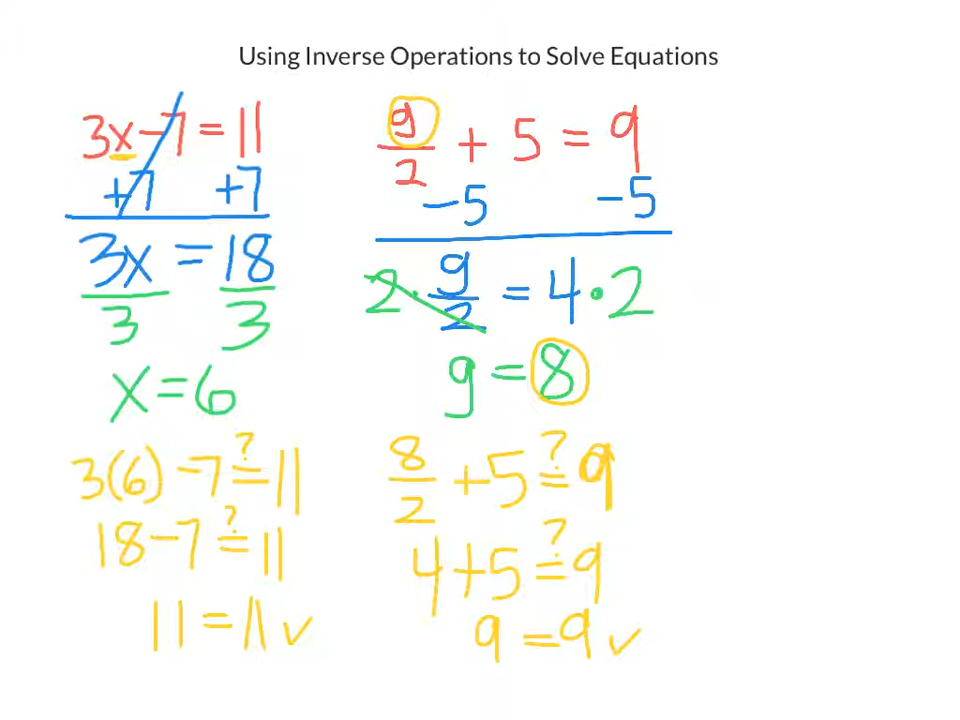 Using Inverse Operations to Solve Equations
3x - 7 = 11
+7 +7
3x = 18
3 3
x = 6
3(6) - 7 ≟ 11
18 - 7 ≟ 11
11 = 11 ✓
g/2 + 5 = 9
-5 -5
2 · g/2 = 4 · 2
g = 8
8/2 + 5 ≟ 9
4 + 5 ≟ 9
9 = 9 ✓